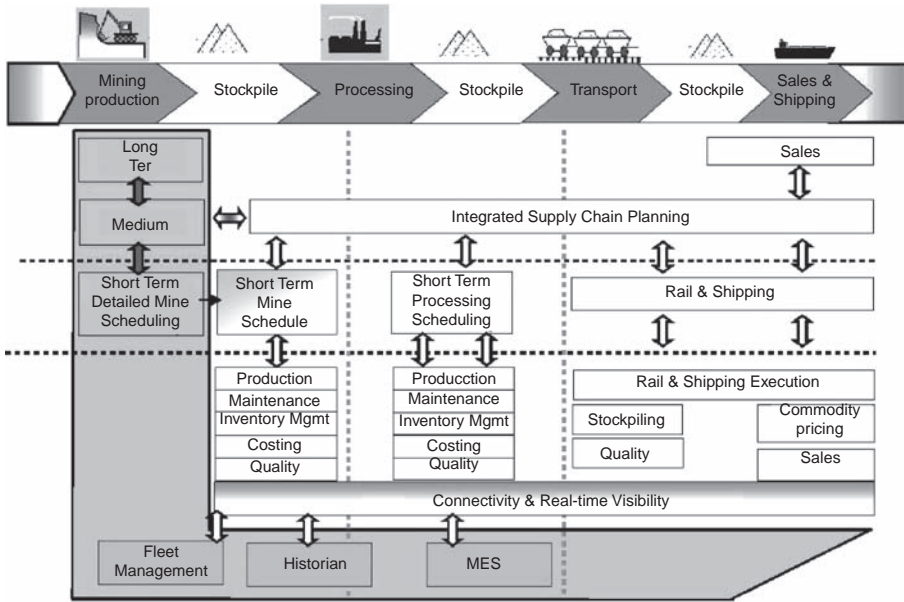 Mining
production
Stockpile
Processing
Stockpile
Transport
Stockpile
Sales &
Shipping
Long
Ter
Sales
Medium
Integrated Supply Chain Planning
Short Term
Detailed Mine
Scheduling
Short Term
Mine
Schedule
Short Term
Processing
Scheduling
Rail & Shipping
Production
Maintenance
Inventory Mgmt
Costing
Quality
Producction
Maintenance
Inventory Mgmt
Costing
Quality
Rail & Shipping Execution
Stockpiling
Quality
Commodity
pricing
Sales
Connectivity & Real-time Visibility
Fleet
Management
Historian
MES